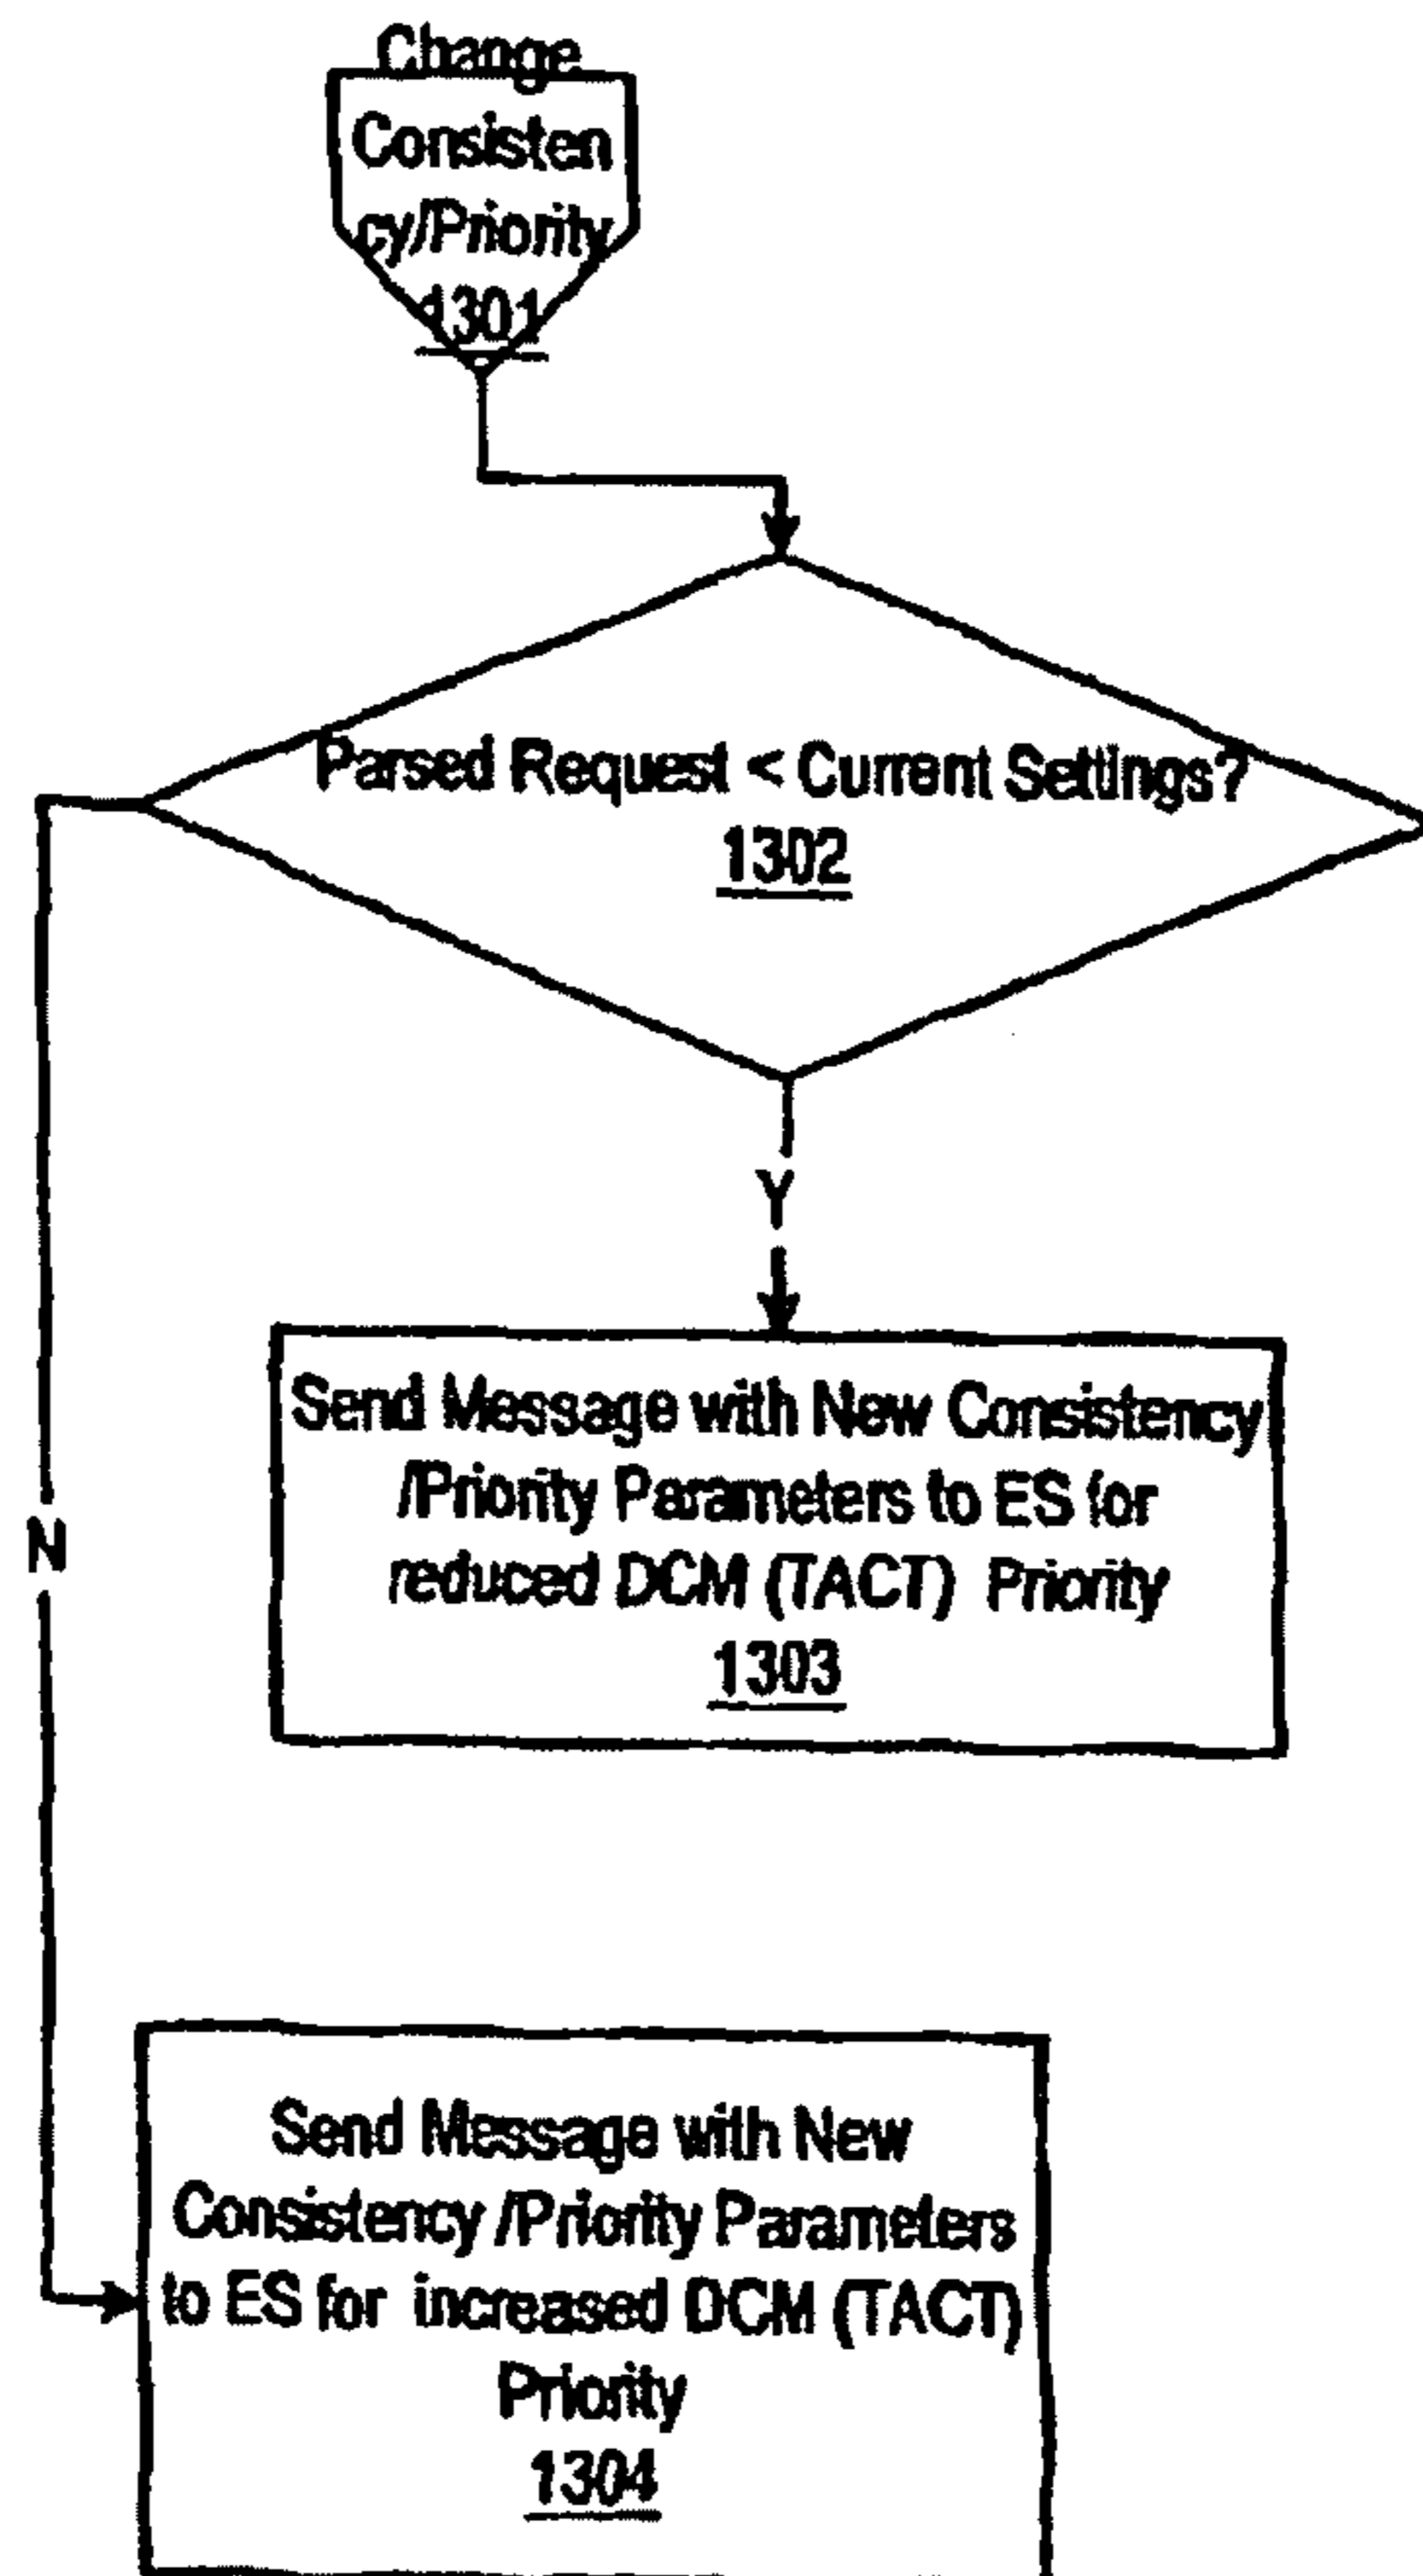 Change
Consisten
cy/Priority
1301
Parsed Request < Current Settings?
1302
Y
Send Message with New Consistency
/Priority Parameters to ES for
reduced DCM (TACT) Priority
1303
N
Send Message with New
Consistency /Priority Parameters
to ES for increased DCM (TACT)
Priority
1304